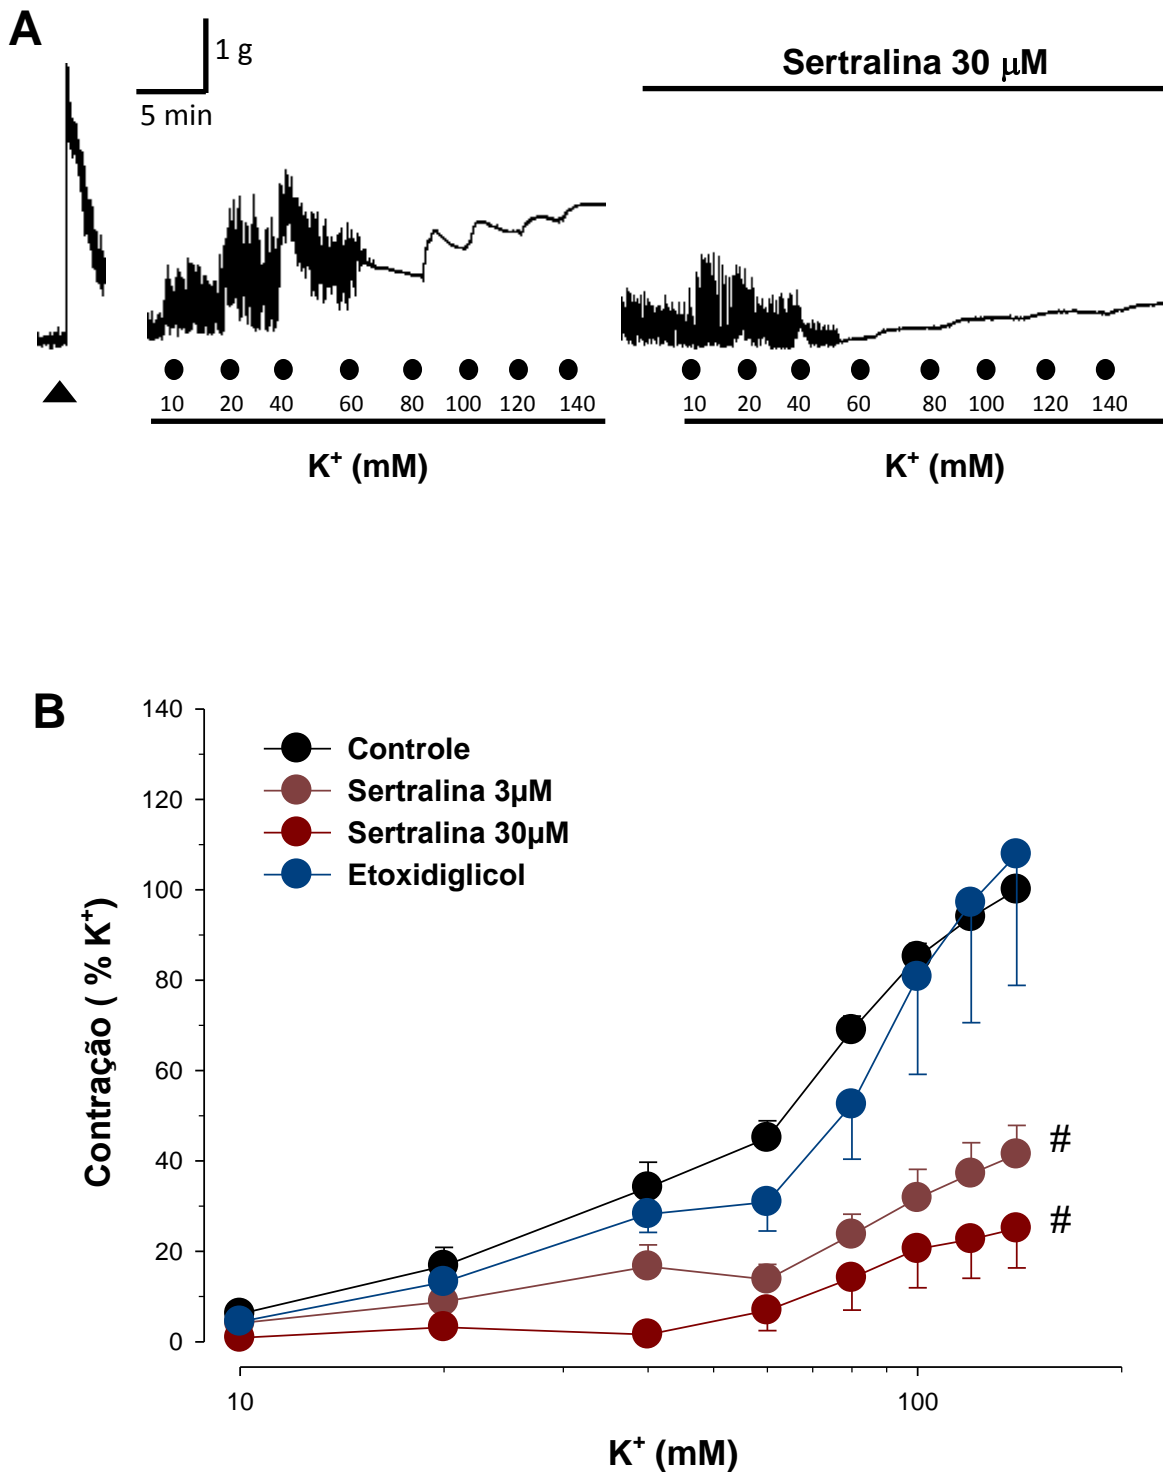 A
1 g
5 min
Sertralina 30 μM
10 20 40 60 80 100 120 140
K⁺ (mM)
10 20 40 60 80 100 120 140
K⁺ (mM)
B
Contração ( % K⁺)
140
120
100
80
60
40
20
0
Controle
Sertralina 3µM
Sertralina 30µM
Etoxidiglicol
#
#
10 100
K⁺ (mM)